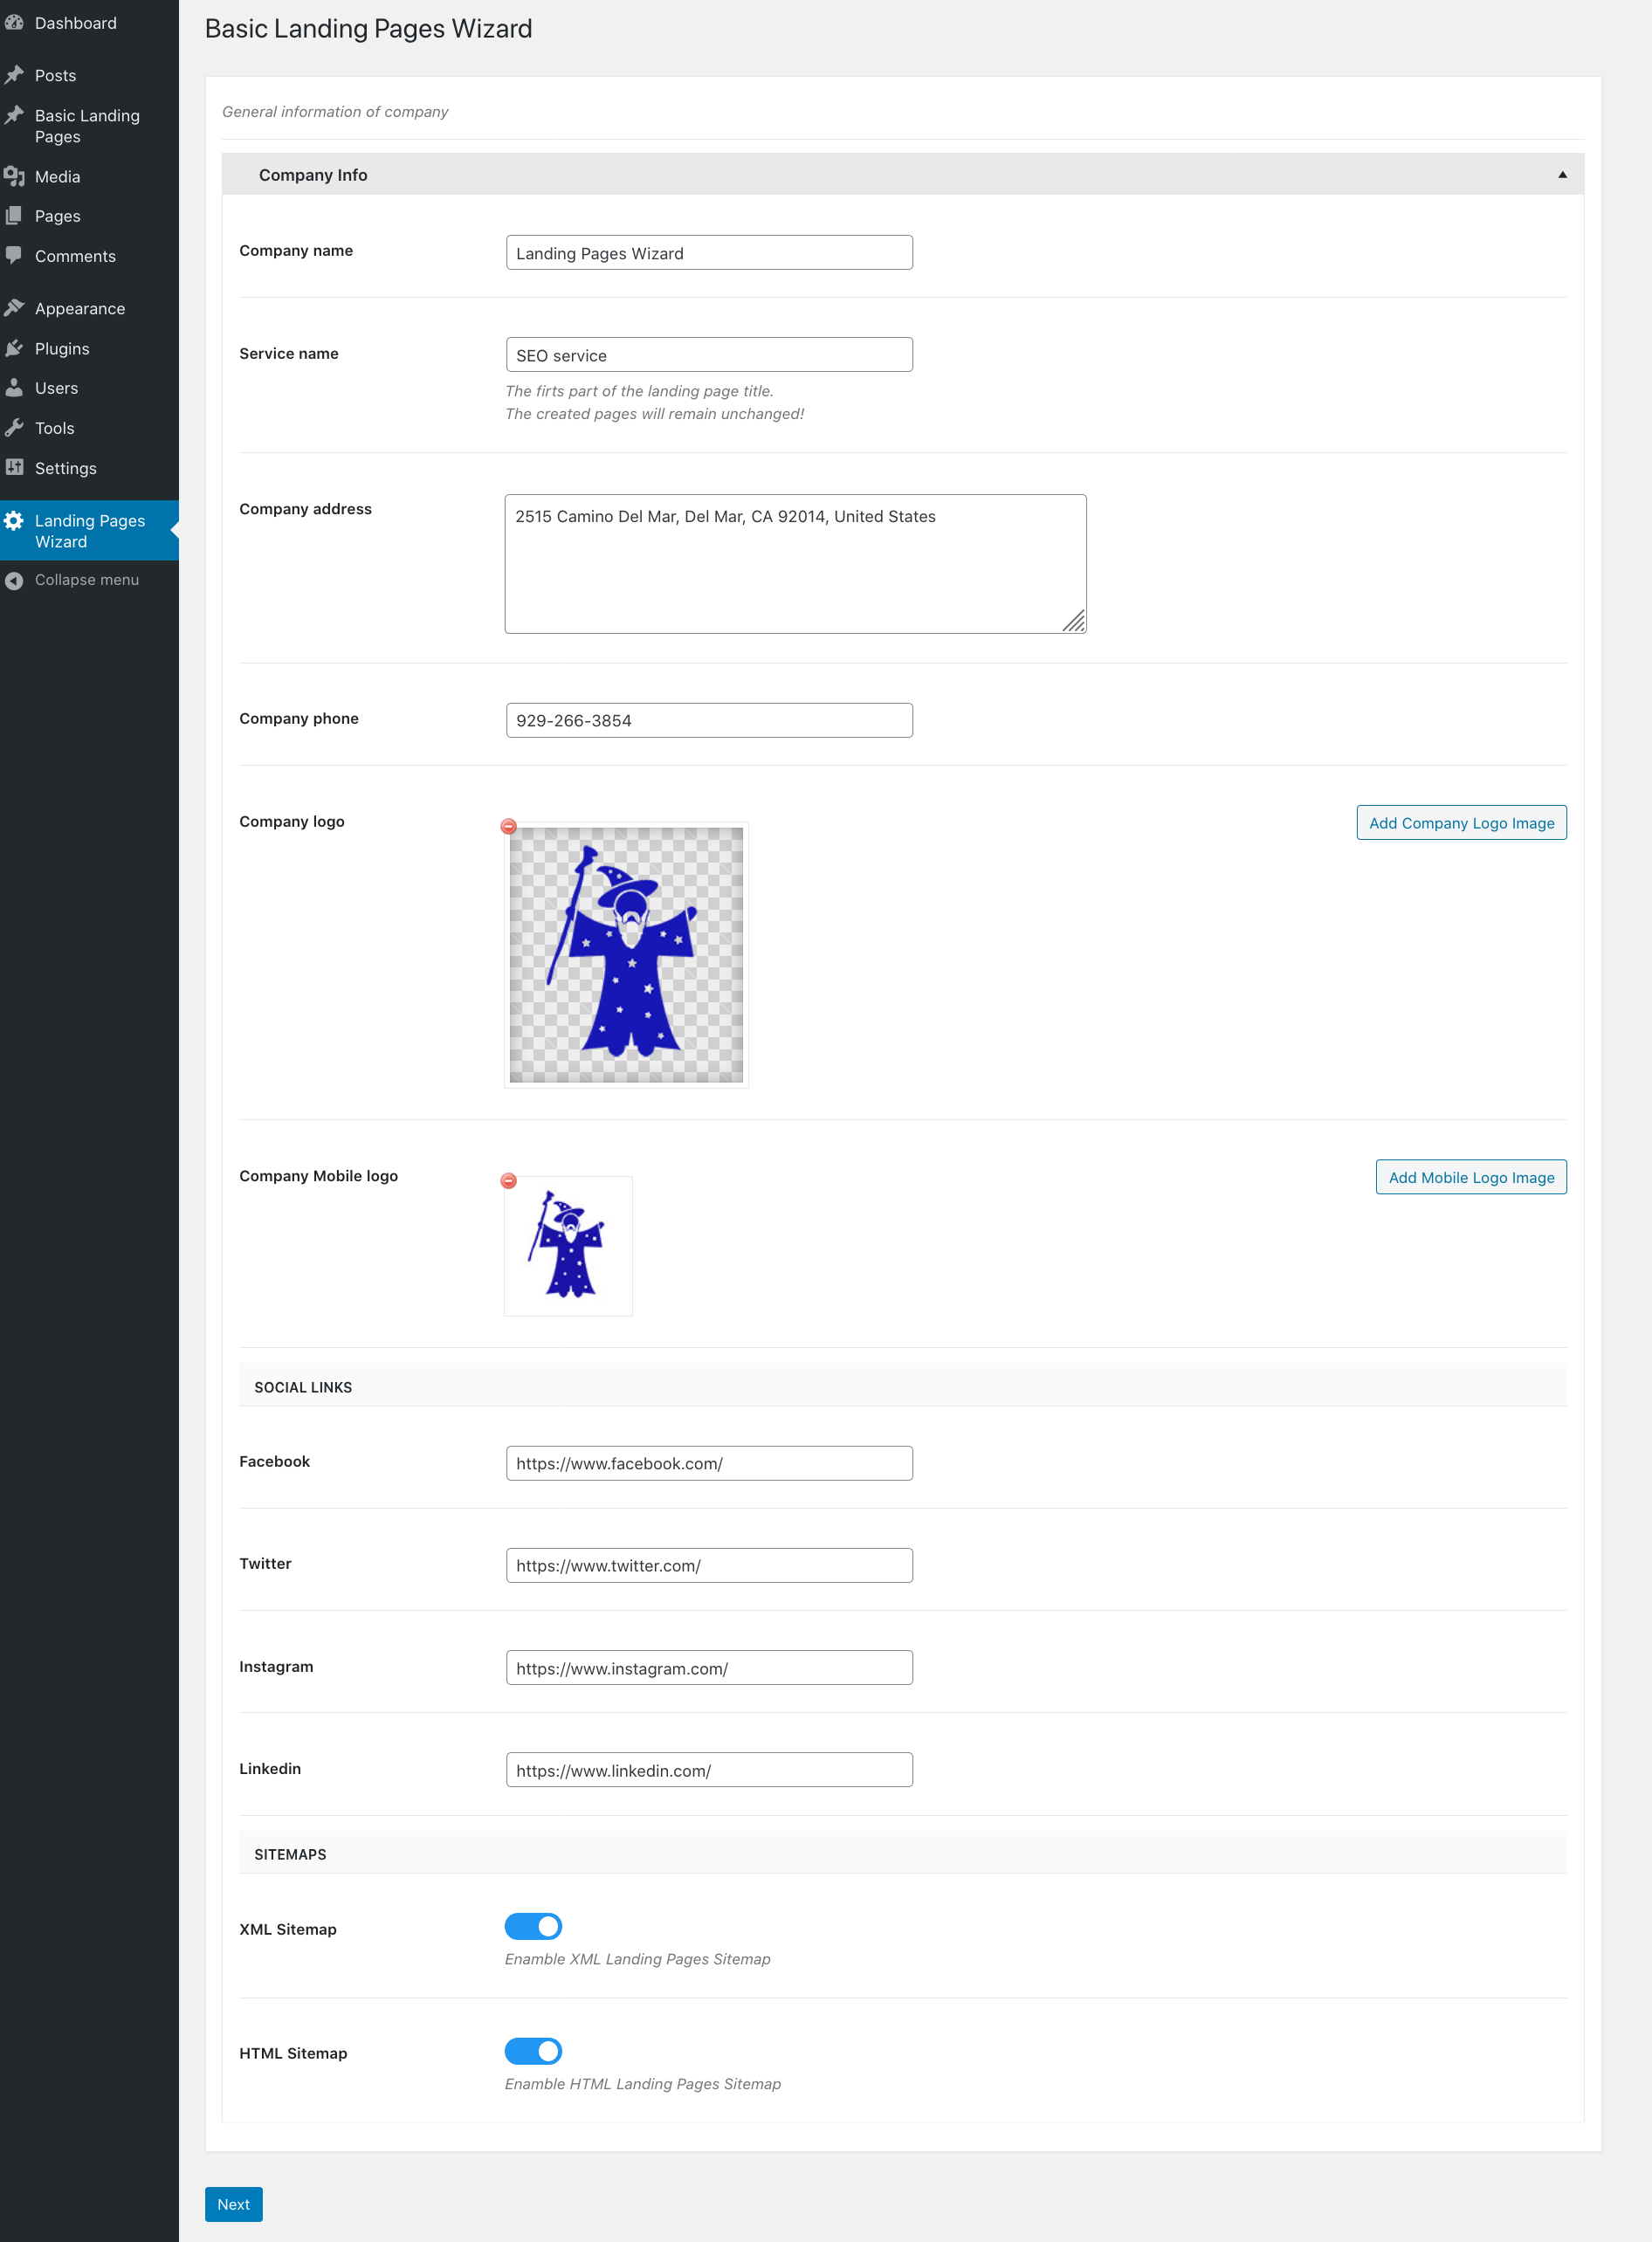 Dashboard
Posts
Basic Landing
Pages
Media
Pages
Comments
Appearance
Plugins
Users
Tools
Settings
Landing Pages
Wizard
Collapse menu
Basic Landing Pages Wizard
General information of company
Company Info
Company name
Landing Pages Wizard
Service name
SEO service
The firts part of the landing page title.
The created pages will remain unchanged!
Company address
2515 Camino Del Mar, Del Mar, CA 92014, United States
Company phone
929-266-3854
Company logo
Add Company Logo Image
Company Mobile logo
Add Mobile Logo Image
SOCIAL LINKS
Facebook
https://www.facebook.com/
Twitter
https://www.twitter.com/
Instagram
https://www.instagram.com/
Linkedin
https://www.linkedin.com/
SITEMAPS
XML Sitemap
Enamble XML Landing Pages Sitemap
HTML Sitemap
Enamble HTML Landing Pages Sitemap
Next